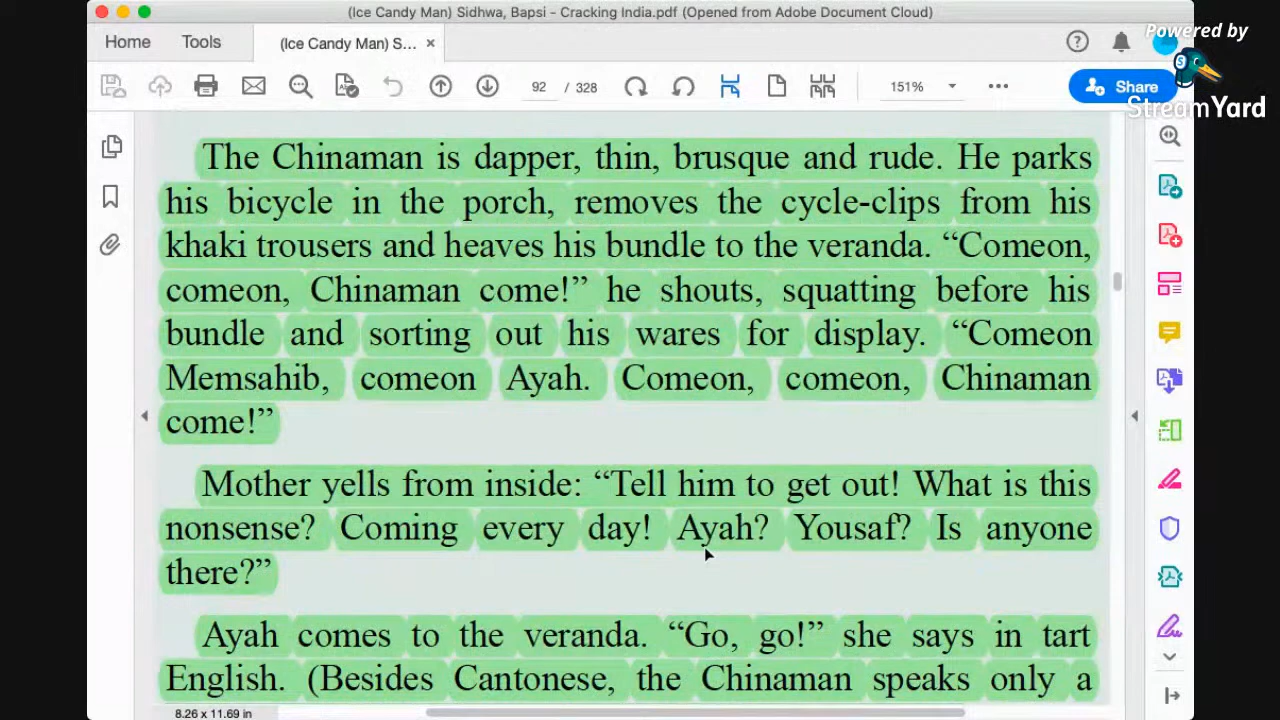 (Ice Candy Man) Sidhwa, Bapsi - Cracking India.pdf (Opened from Adobe Document Cloud)
Powered by
StreamYard
Home Tools (Ice Candy Man) S... ×
92 / 328 151% Share
The Chinaman is dapper, thin, brusque and rude. He parks
his bicycle in the porch, removes the cycle-clips from his
khaki trousers and heaves his bundle to the veranda. “Comeon,
comeon, Chinaman come!” he shouts, squatting before his
bundle and sorting out his wares for display. “Comeon
Memsahib, comeon Ayah. Comeon, comeon, Chinaman
come!”
Mother yells from inside: “Tell him to get out! What is this
nonsense? Coming every day! Ayah? Yousaf? Is anyone
there?”
Ayah comes to the veranda. “Go, go!” she says in tart
English. (Besides Cantonese, the Chinaman speaks only a
8.26 x 11.69 in